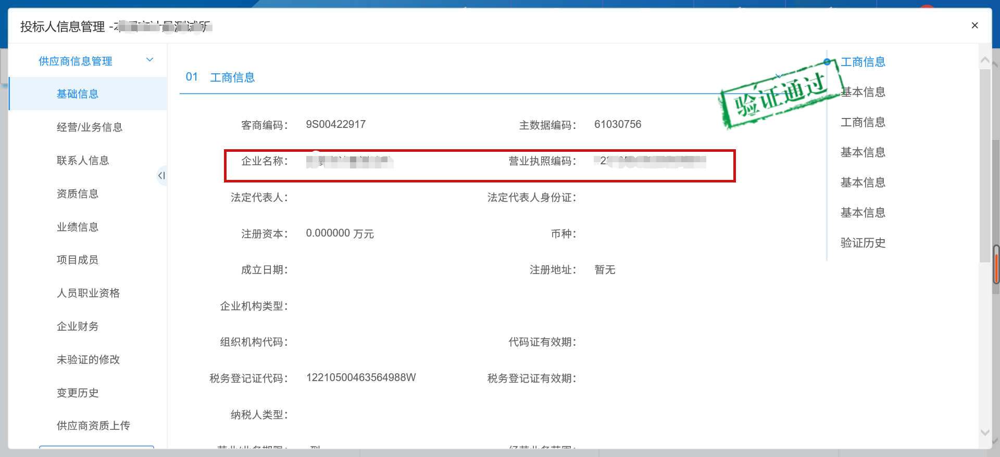 投标人信息管理 -
供应商信息管理
基础信息
经营/业务信息
联系人信息
资质信息
业绩信息
项目成员
人员职业资格
企业财务
未验证的修改
变更历史
供应商资质上传
01 工商信息
验证通过
客商编码： 9S00422917 主数据编码： 61030756
企业名称： 营业执照编码：
法定代表人： 法定代表人身份证：
注册资本： 0.000000 万元 币种：
成立日期： 注册地址： 暂无
企业机构类型：
组织机构代码： 代码证有效期：
税务登记证代码： 12210500463564988W 税务登记证有效期：
纳税人类型：
工商信息
基本信息
工商信息
基本信息
基本信息
基本信息
验证历史